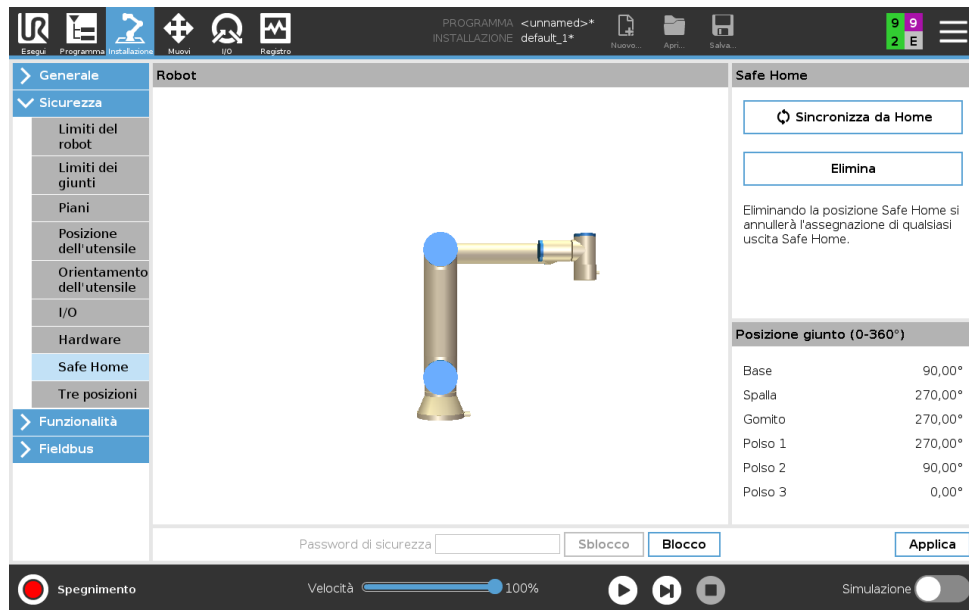 PROGRAMMA <unnamed>*
INSTALLAZIONE default_1*
Esegui Programma Installazione Muovi I/O Registro Nuovo... Apri... Salva...
9 9
2 E
Generale
Sicurezza
Limiti del
robot
Limiti dei
giunti
Piani
Posizione
dell'utensile
Orientamento
dell'utensile
I/O
Hardware
Safe Home
Tre posizioni
Funzionalità
Fieldbus
Robot
Safe Home
Sincronizza da Home
Elimina
Eliminando la posizione Safe Home si
annullerà l'assegnazione di qualsiasi
uscita Safe Home.
Posizione giunto (0-360°)
Base 90,00°
Spalla 270,00°
Gomito 270,00°
Polso 1 270,00°
Polso 2 90,00°
Polso 3 0,00°
Password di sicurezza Sblocco Blocco Applica
Spegnimento Velocità 100% Simulazione